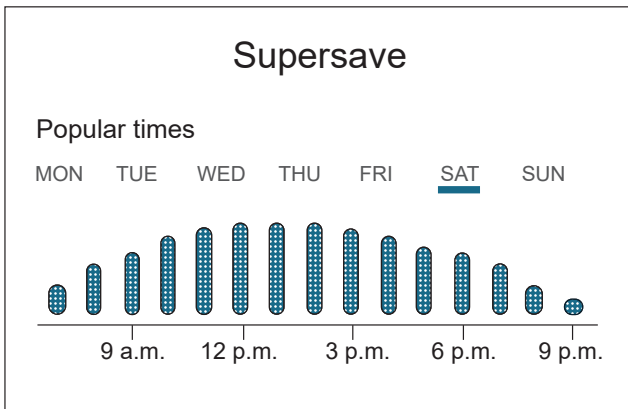 Supersave
Popular times
MON TUE WED THU FRI SAT SUN
9 a.m. 12 p.m. 3 p.m. 6 p.m. 9 p.m.